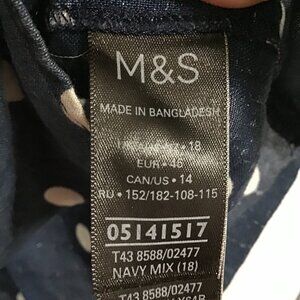 M&S
MADE IN BANGLADESH
18
EUR • 46
CAN/US • 14
RU • 152/182-108-115
05141517
T43 8588/02477
NAVY MIX (18)
T43 8588/02477